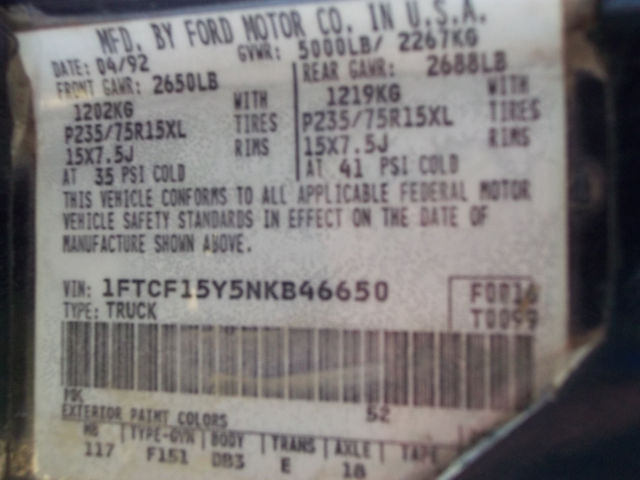 MFD. BY FORD MOTOR CO. IN U.S.A.
DATE: 04/92 GVWR: 5000LB/ 2267KG
FRONT GAWR: 2650LB REAR GAWR: 2688LB
1202KG WITH 1219KG WITH
P235/75R15XL TIRES P235/75R15XL TIRES
15X7.5J RIMS 15X7.5J RIMS
AT 35 PSI COLD AT 41 PSI COLD
THIS VEHICLE CONFORMS TO ALL APPLICABLE FEDERAL MOTOR
VEHICLE SAFETY STANDARDS IN EFFECT ON THE DATE OF
MANUFACTURE SHOWN ABOVE.
VIN: 1FTCF15Y5NKB46650 F0016
TYPE: TRUCK T0099
EXTERIOR PAINT COLORS 52
WB TYPE-GVW BODY TRANS AXLE TAPE
117 F151 DB3 E 18